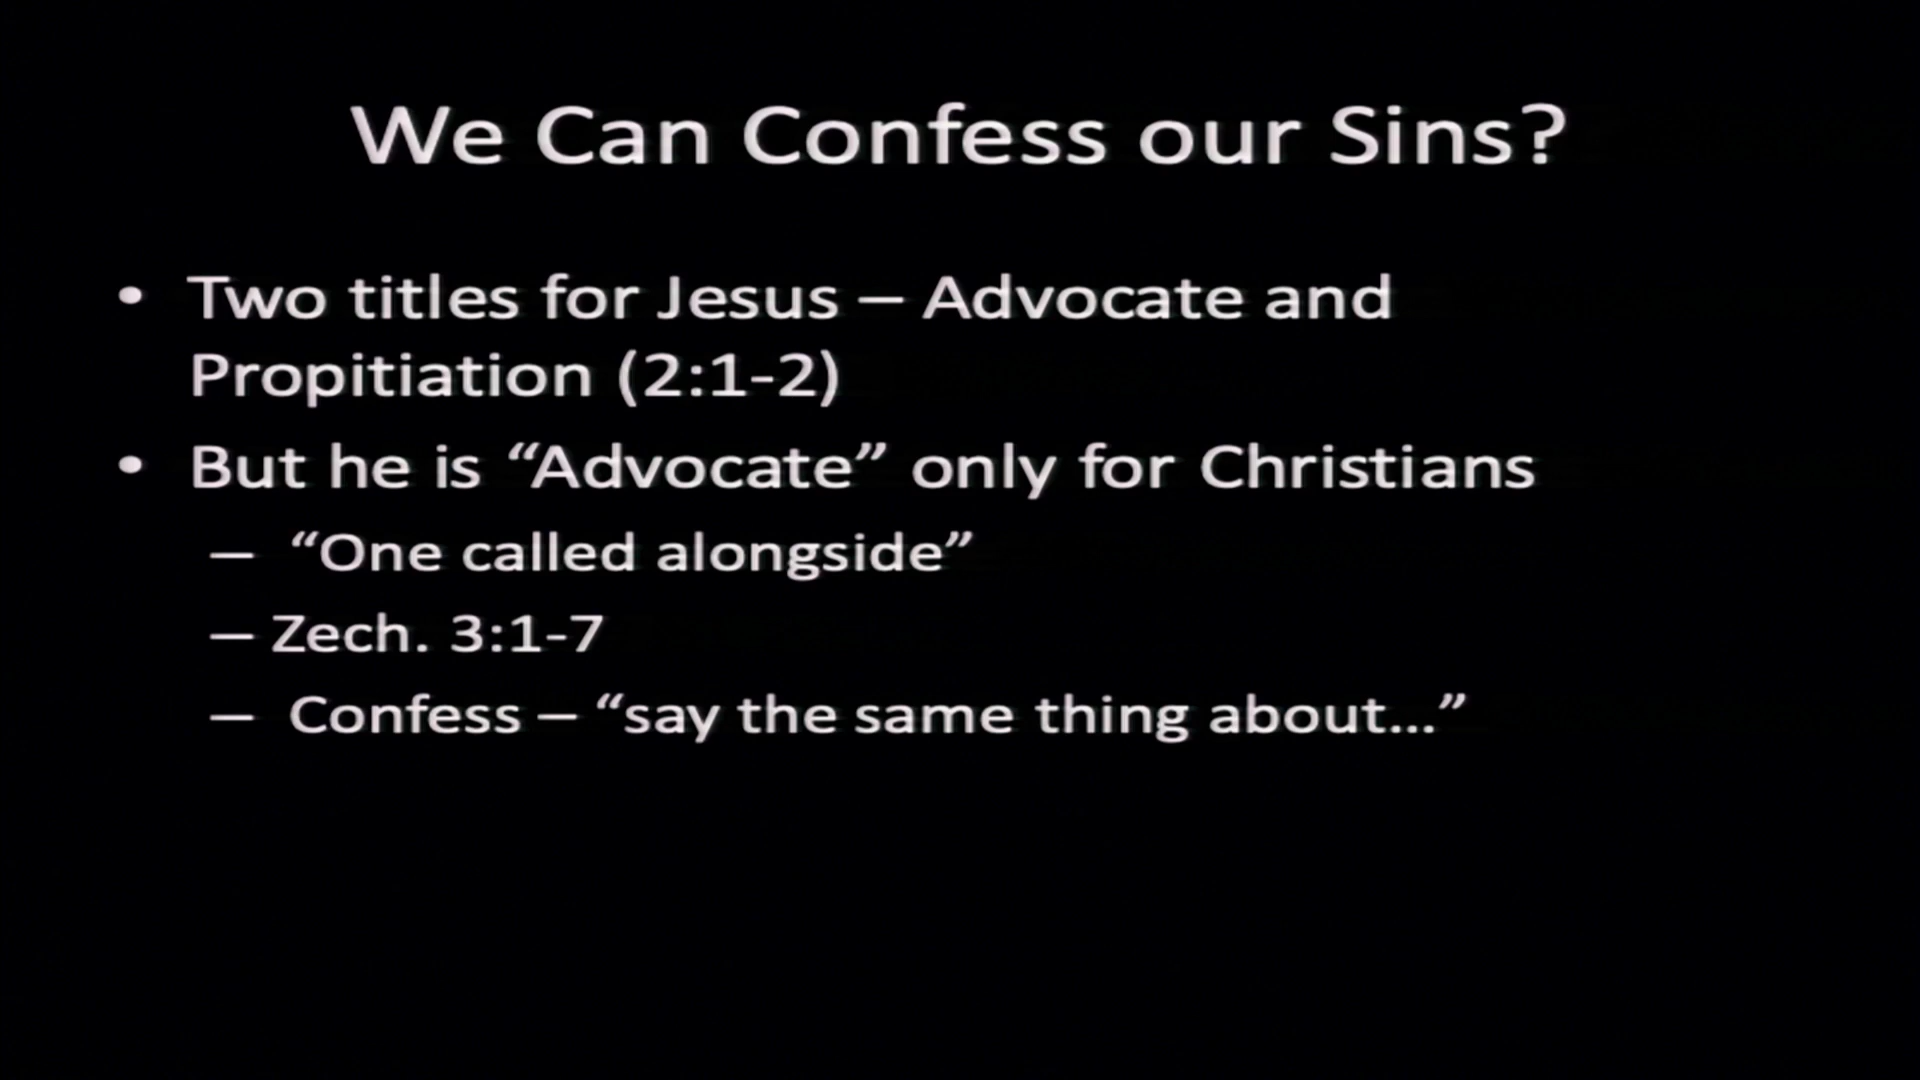 We Can Confess our Sins?
• Two titles for Jesus – Advocate and
Propitiation (2:1-2)
• But he is “Advocate” only for Christians
– “One called alongside”
– Zech. 3:1-7
– Confess – “say the same thing about...”